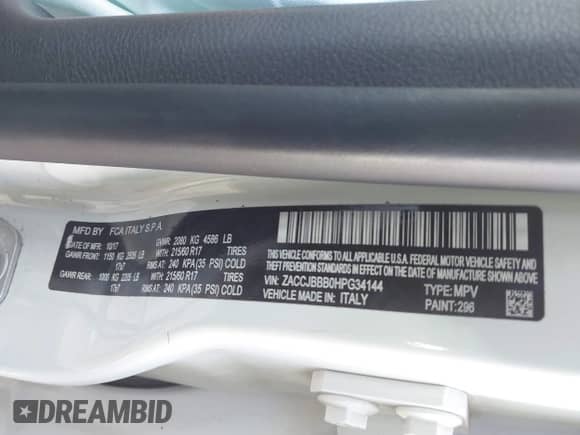 MFD BY FCA ITALY S.P.A.
DATE OF MFR: 10/17 GVWR: 2080 KG 4586 LB
GAWR FRONT: 1150 KG 2535 LB WITH: 215/60 R17 TIRES
17x7 RIMS AT: 240 KPA(35 PSI) COLD
GAWR REAR: 1000 KG 2205 LB WITH: 215/60 R17 TIRES
17x7 RIMS AT: 240 KPA(35 PSI) COLD
THIS VEHICLE CONFORMS TO ALL APPLICABLE U.S.A.
FEDERAL MOTOR VEHICLE SAFETY, BUMPER AND
THEFT PREVENTION STANDARDS IN EFFECT ON THE
DATE OF MANUFACTURE SHOWN ABOVE.
VIN: ZACCJBBB0HPG34144 TYPE: MPV
VEHICLE MADE IN: ITALY PAINT: 296
DREAMBID